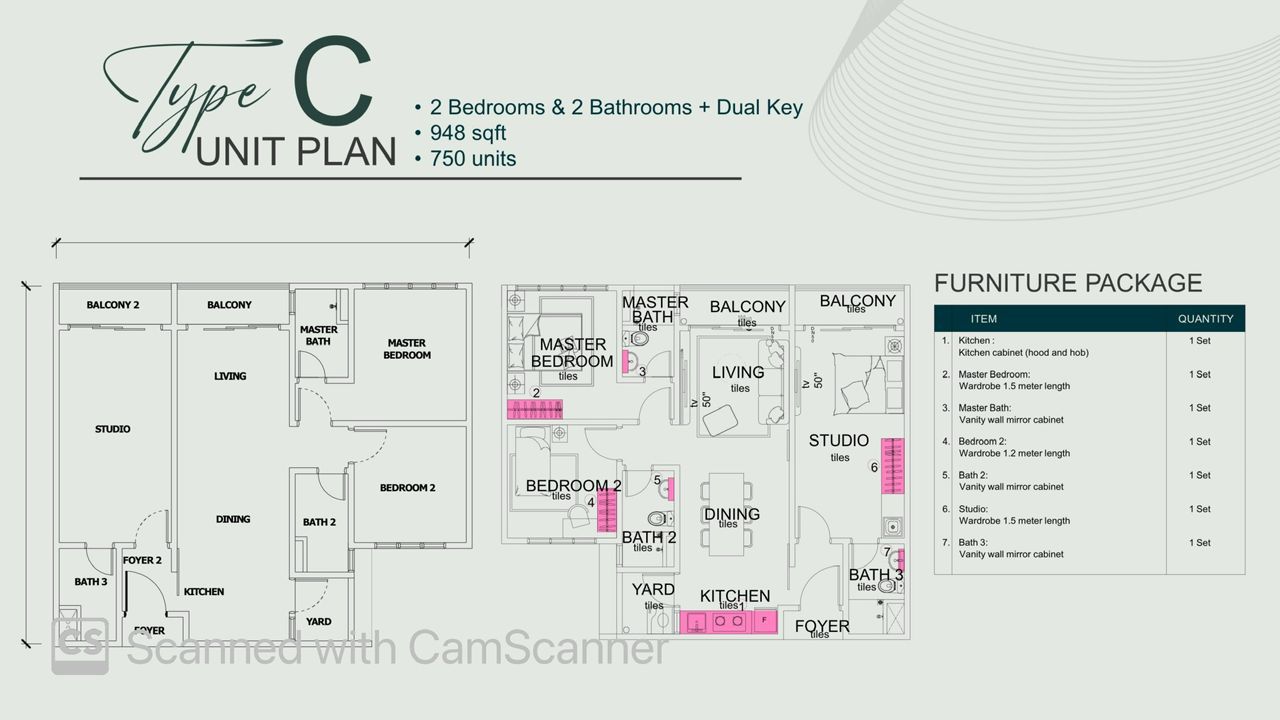 Type C
UNIT PLAN
• 2 Bedrooms & 2 Bathrooms + Dual Key
• 948 sqft
• 750 units
BALCONY 2
BALCONY
MASTER
BATH
MASTER
BEDROOM
LIVING
STUDIO
BEDROOM 2
DINING
BATH 2
FOYER 2
BATH 3
KITCHEN
YARD
FOYER
MASTER
BATH
tiles
BALCONY
tiles
BALCONY
tiles
MASTER
BEDROOM
tiles
3
LIVING
tiles
tv
50"
tv
50"
2
STUDIO
tiles
6
BEDROOM 2
tiles
4
5
DINING
tiles
BATH 2
tiles
7
BATH 3
tiles
YARD
tiles
KITCHEN
tiles
1
F
FOYER
tiles
FURNITURE PACKAGE
ITEM QUANTITY
1. Kitchen : 1 Set
Kitchen cabinet (hood and hob)
2. Master Bedroom: 1 Set
Wardrobe 1.5 meter length
3. Master Bath: 1 Set
Vanity wall mirror cabinet
4. Bedroom 2: 1 Set
Wardrobe 1.2 meter length
5. Bath 2: 1 Set
Vanity wall mirror cabinet
6. Studio: 1 Set
Wardrobe 1.5 meter length
7. Bath 3: 1 Set
Vanity wall mirror cabinet
CS Scanned with CamScanner